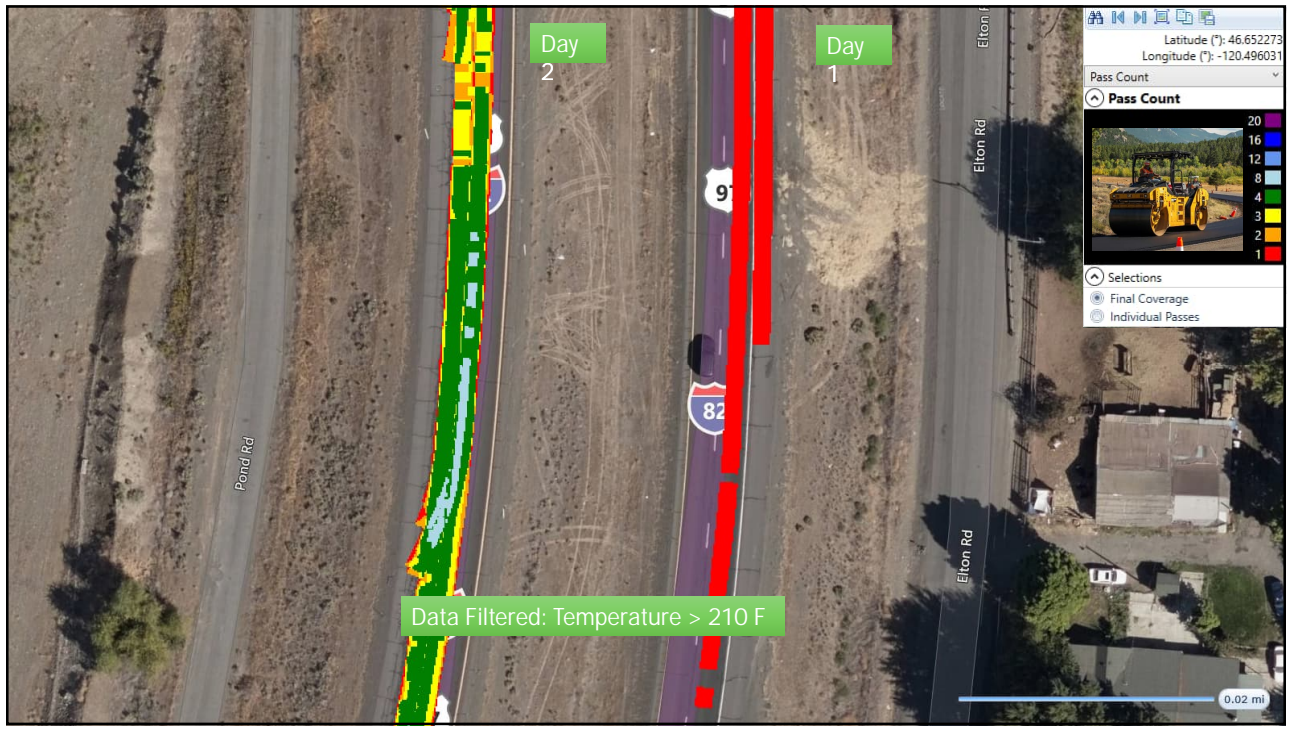 Day
2
Day
1
Elton R
Latitude (°): 46.652273
Longitude (°): -120.496031
Pass Count
Pass Count
20
16
12
8
4
3
2
1
Selections
Final Coverage
Individual Passes
Elton Rd
97
82
Pond Rd
Elton Rd
Data Filtered: Temperature > 210 F
0.02 mi